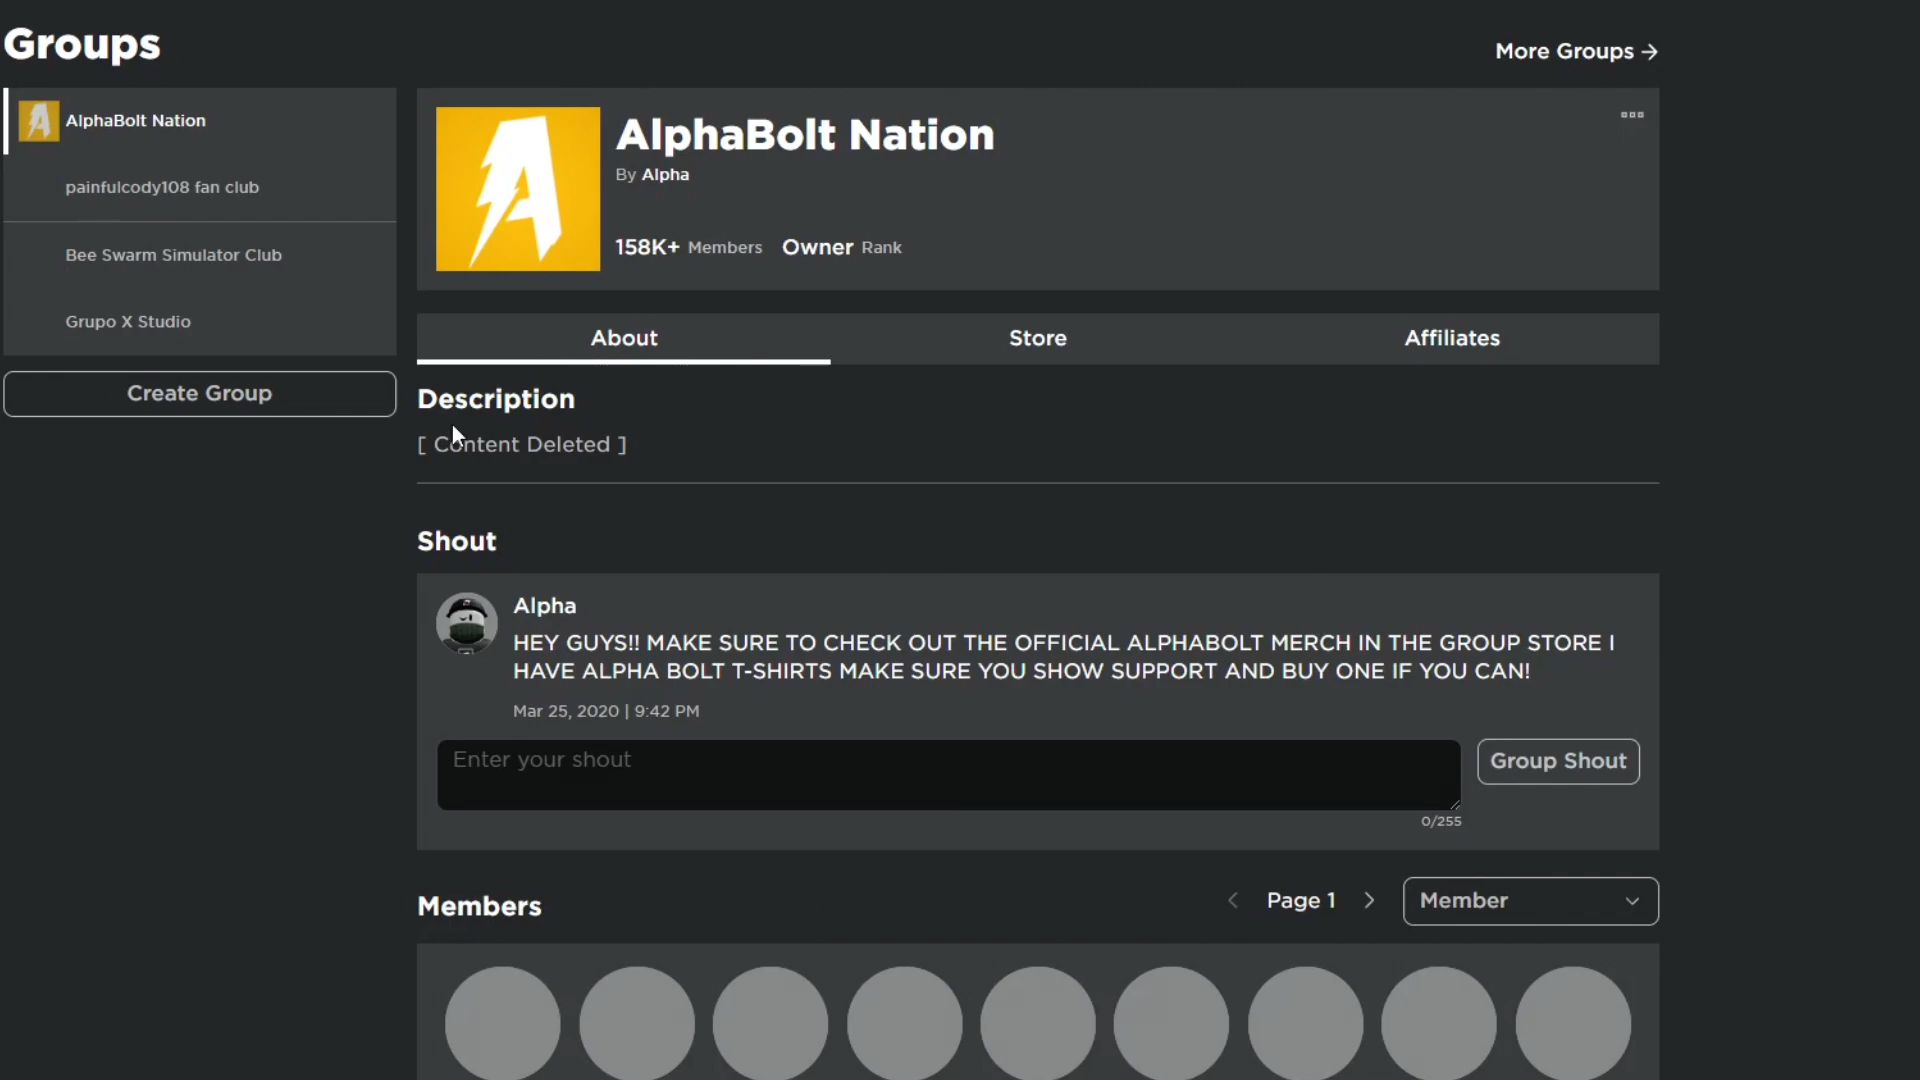 Groups
More Groups →
AlphaBolt Nation
painfulcody108 fan club
Bee Swarm Simulator Club
Grupo X Studio
Create Group
AlphaBolt Nation
By Alpha
158K+ Members Owner Rank
About Store Affiliates
Description
[ Content Deleted ]
Shout
Alpha
HEY GUYS!! MAKE SURE TO CHECK OUT THE OFFICIAL ALPHABOLT MERCH IN THE GROUP STORE I
HAVE ALPHA BOLT T-SHIRTS MAKE SURE YOU SHOW SUPPORT AND BUY ONE IF YOU CAN!
Mar 25, 2020 | 9:42 PM
Enter your shout
Group Shout
0/255
Members
Page 1
Member